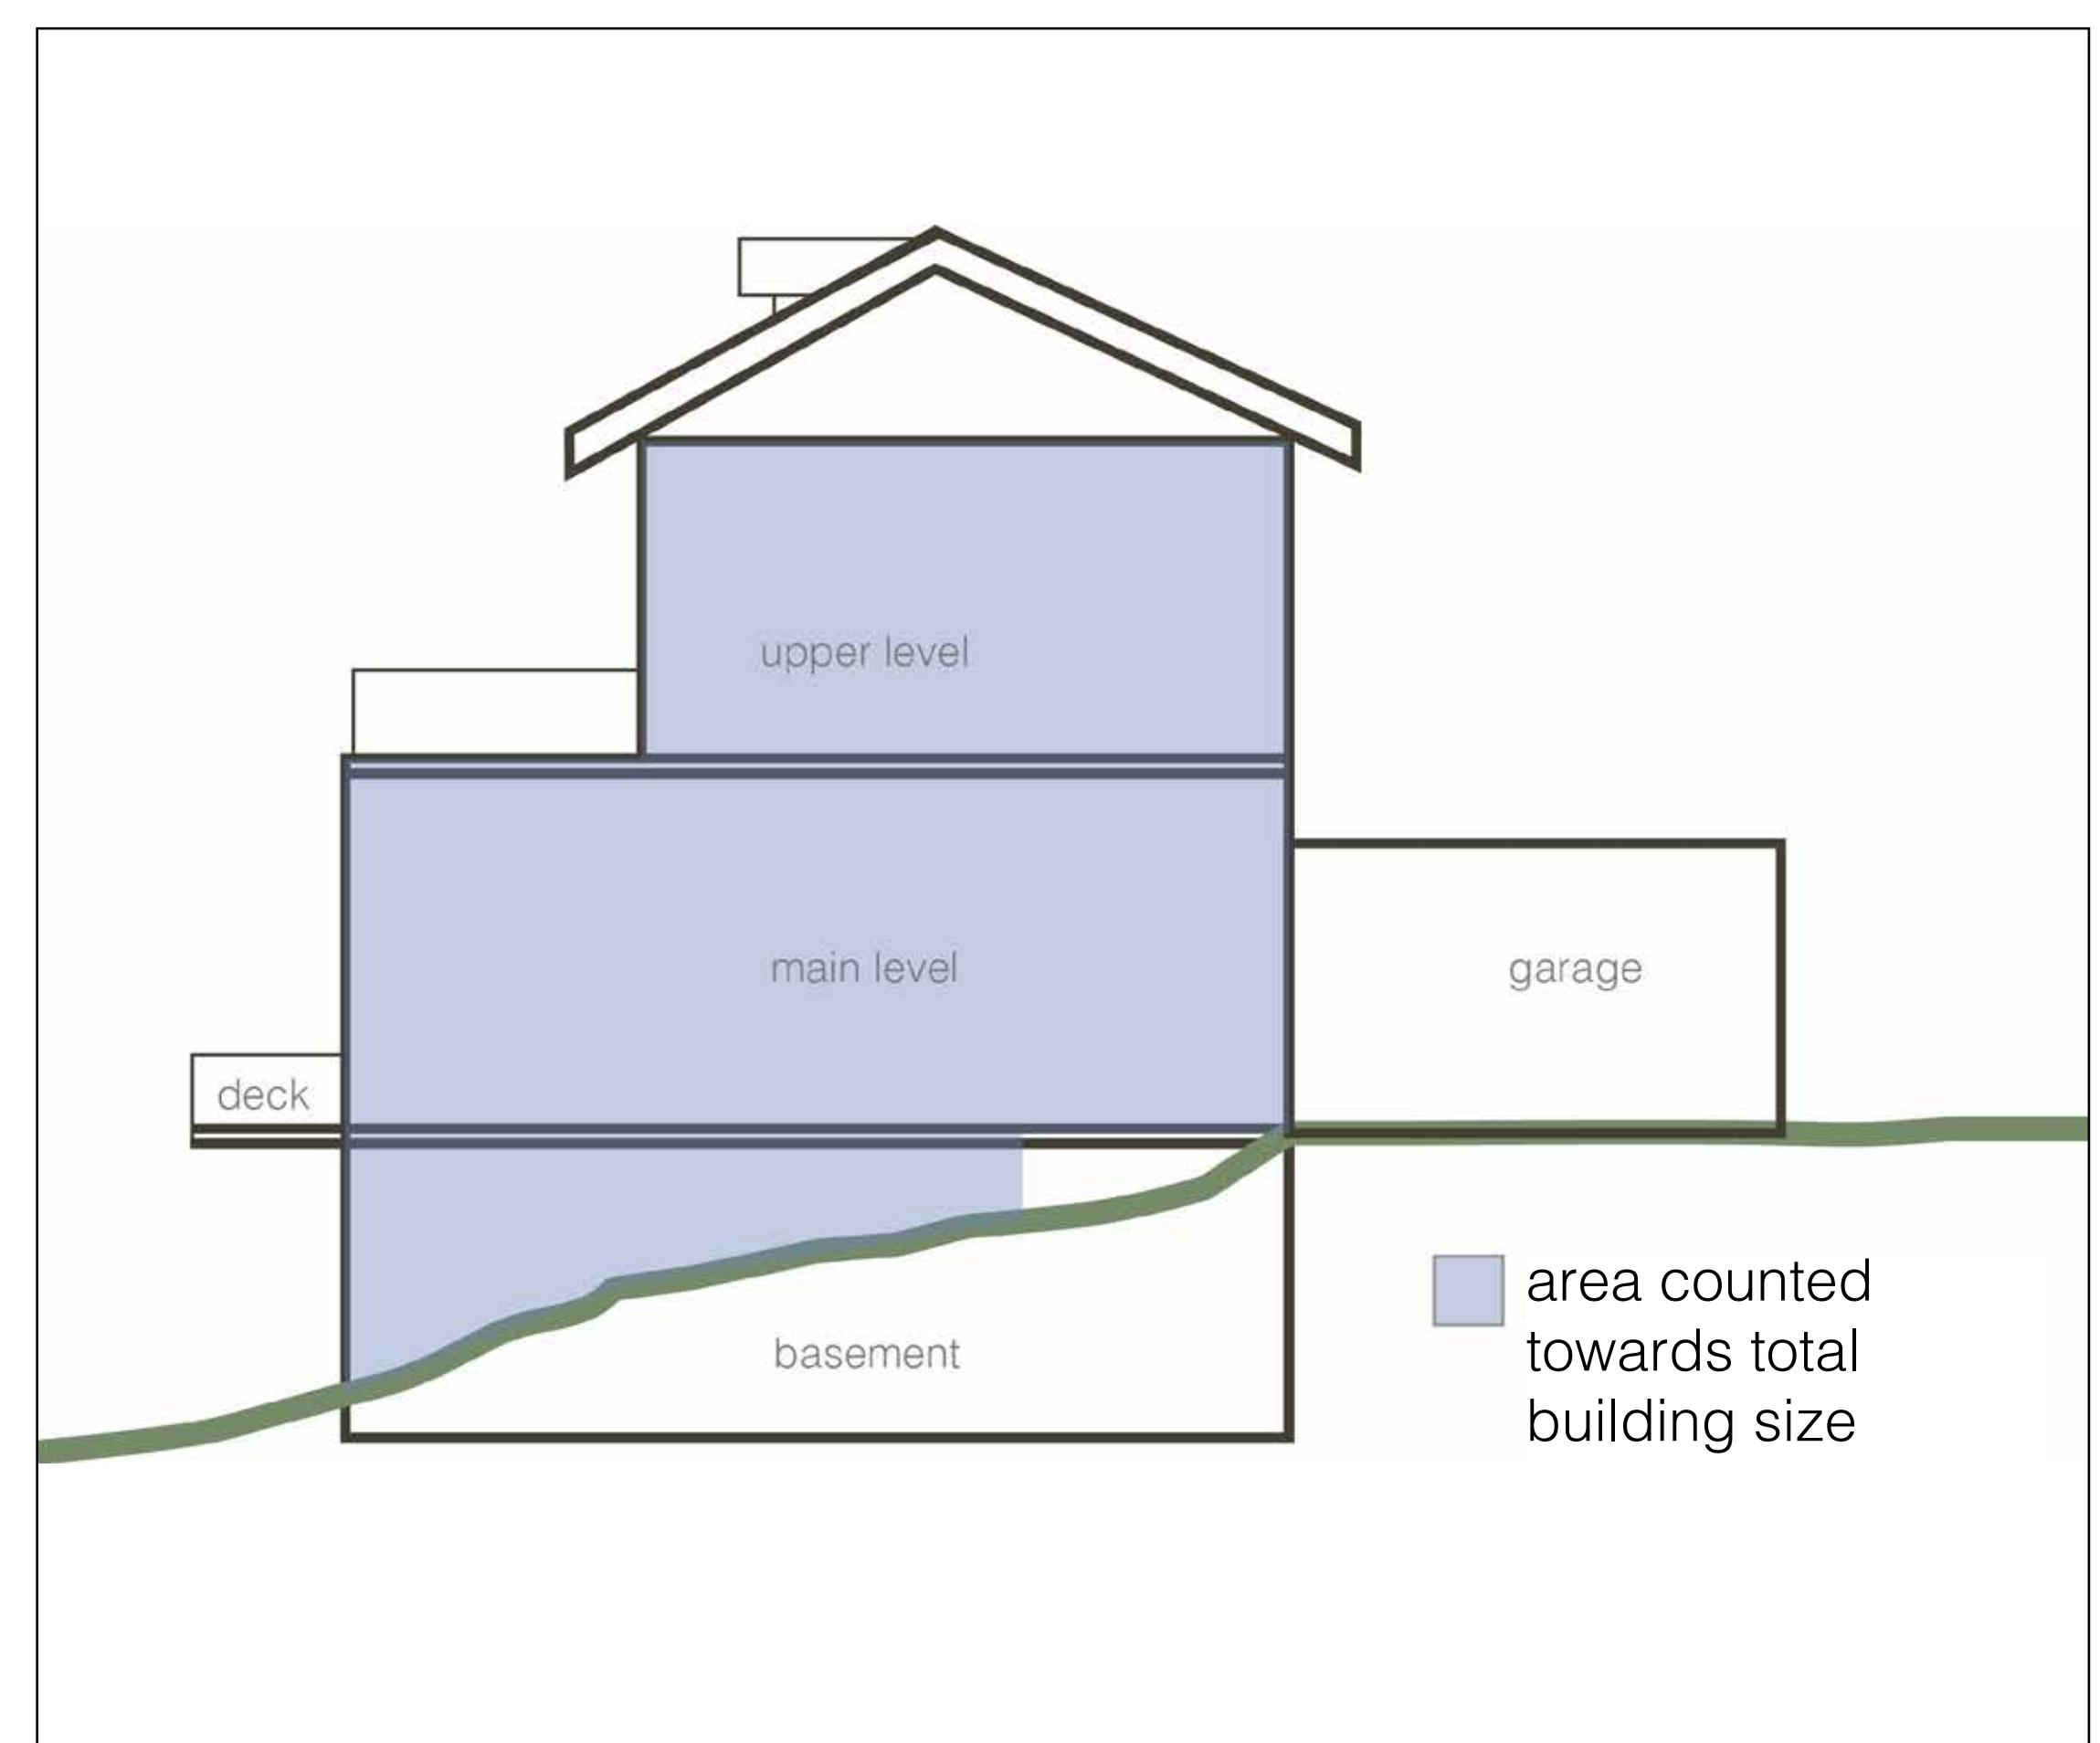 upper level
main level
garage
deck
area counted
towards total
building size
basement